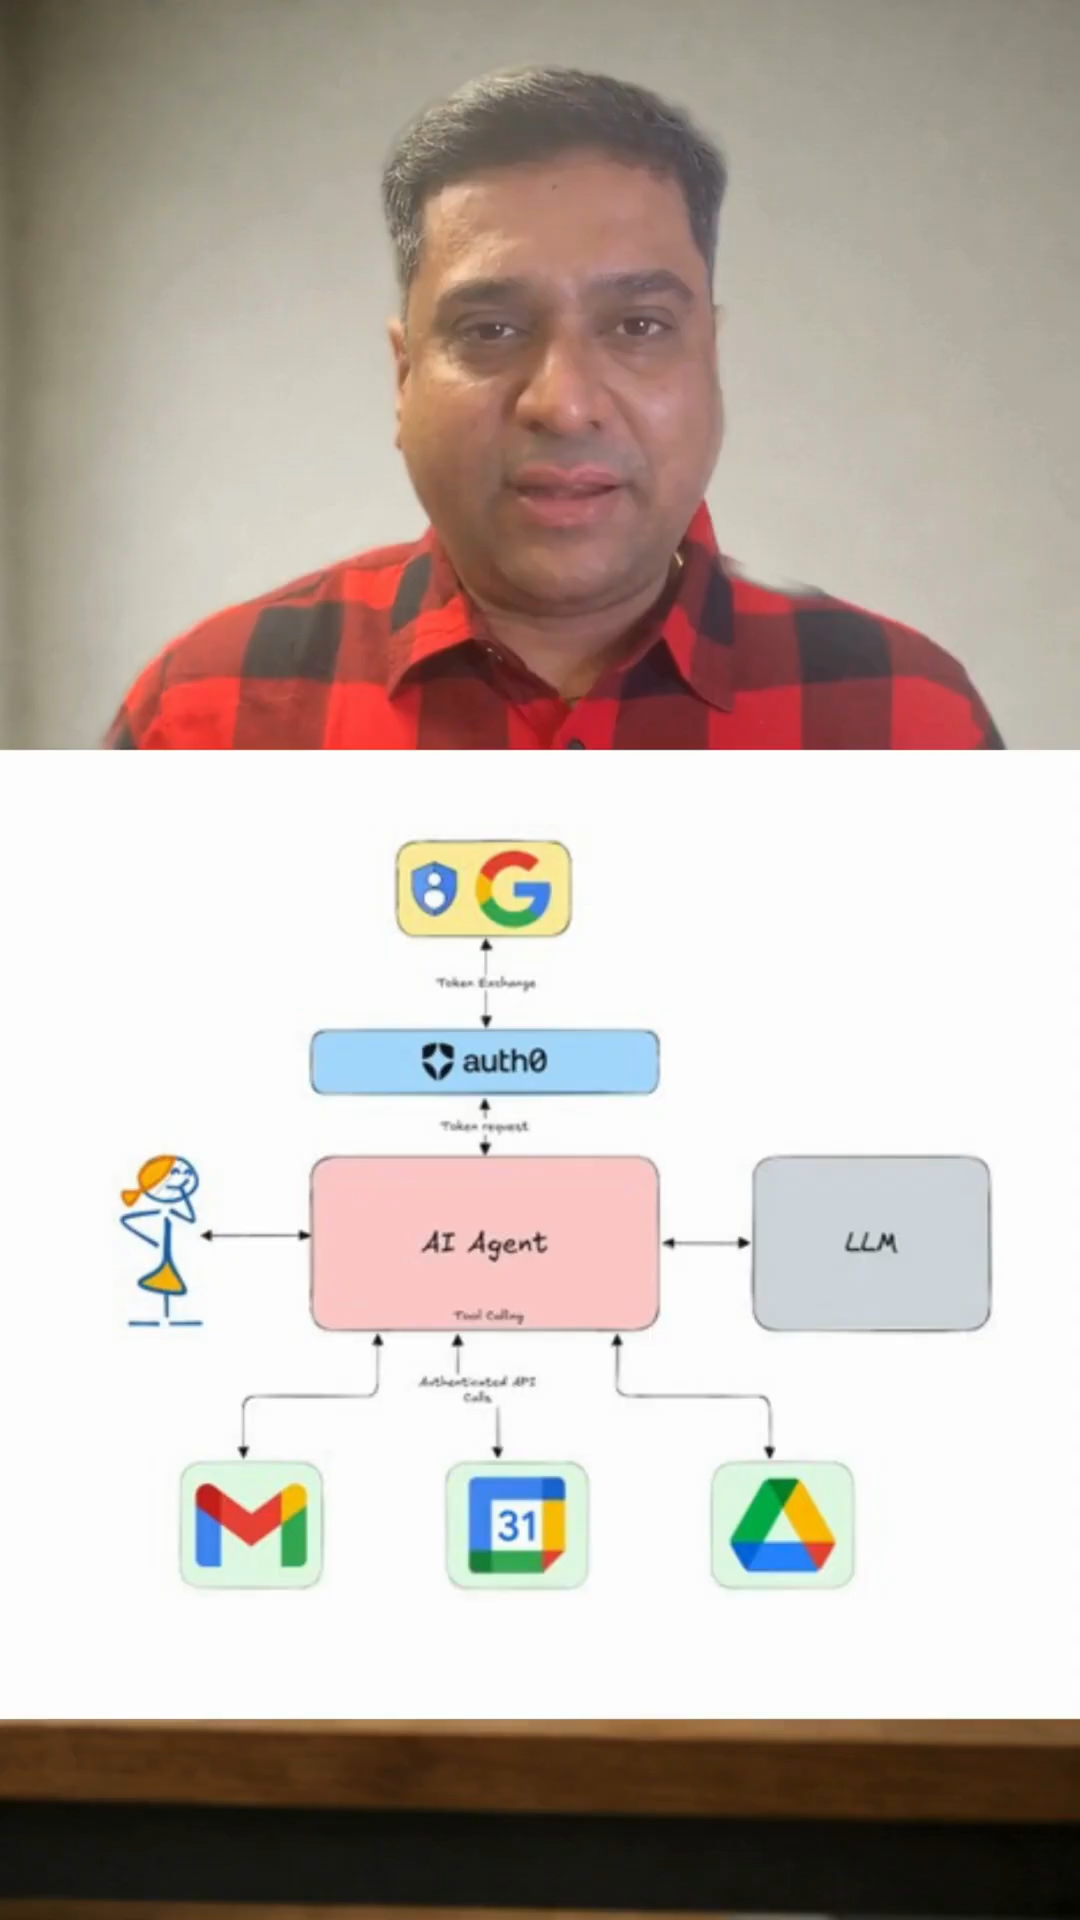 Token Exchange
auth0
Token request
AI Agent
LLM
Tool Calling
Authenticated API
Calls
31